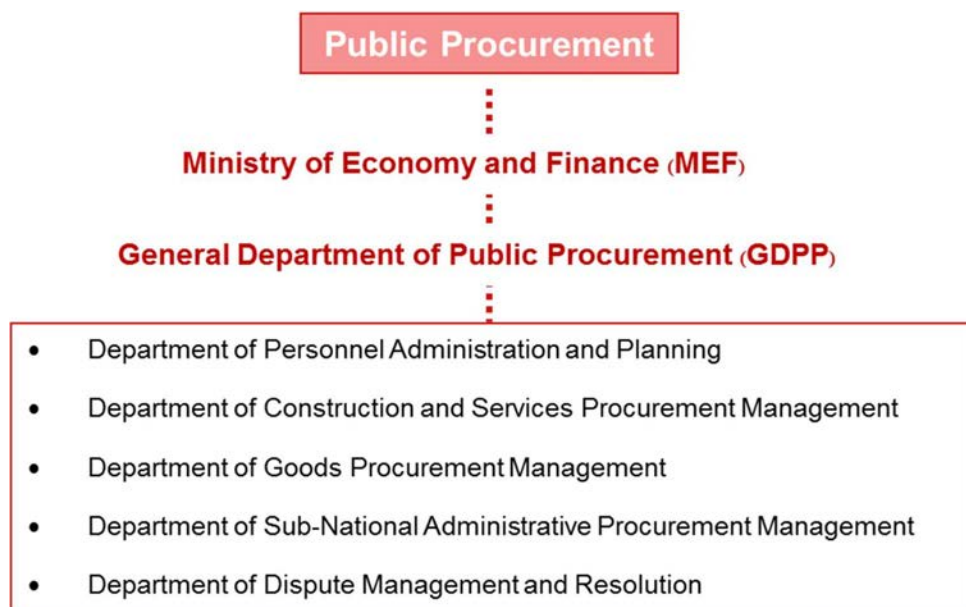 Public Procurement
Ministry of Economy and Finance (MEF)
General Department of Public Procurement (GDPP)
• Department of Personnel Administration and Planning
• Department of Construction and Services Procurement Management
• Department of Goods Procurement Management
• Department of Sub-National Administrative Procurement Management
• Department of Dispute Management and Resolution